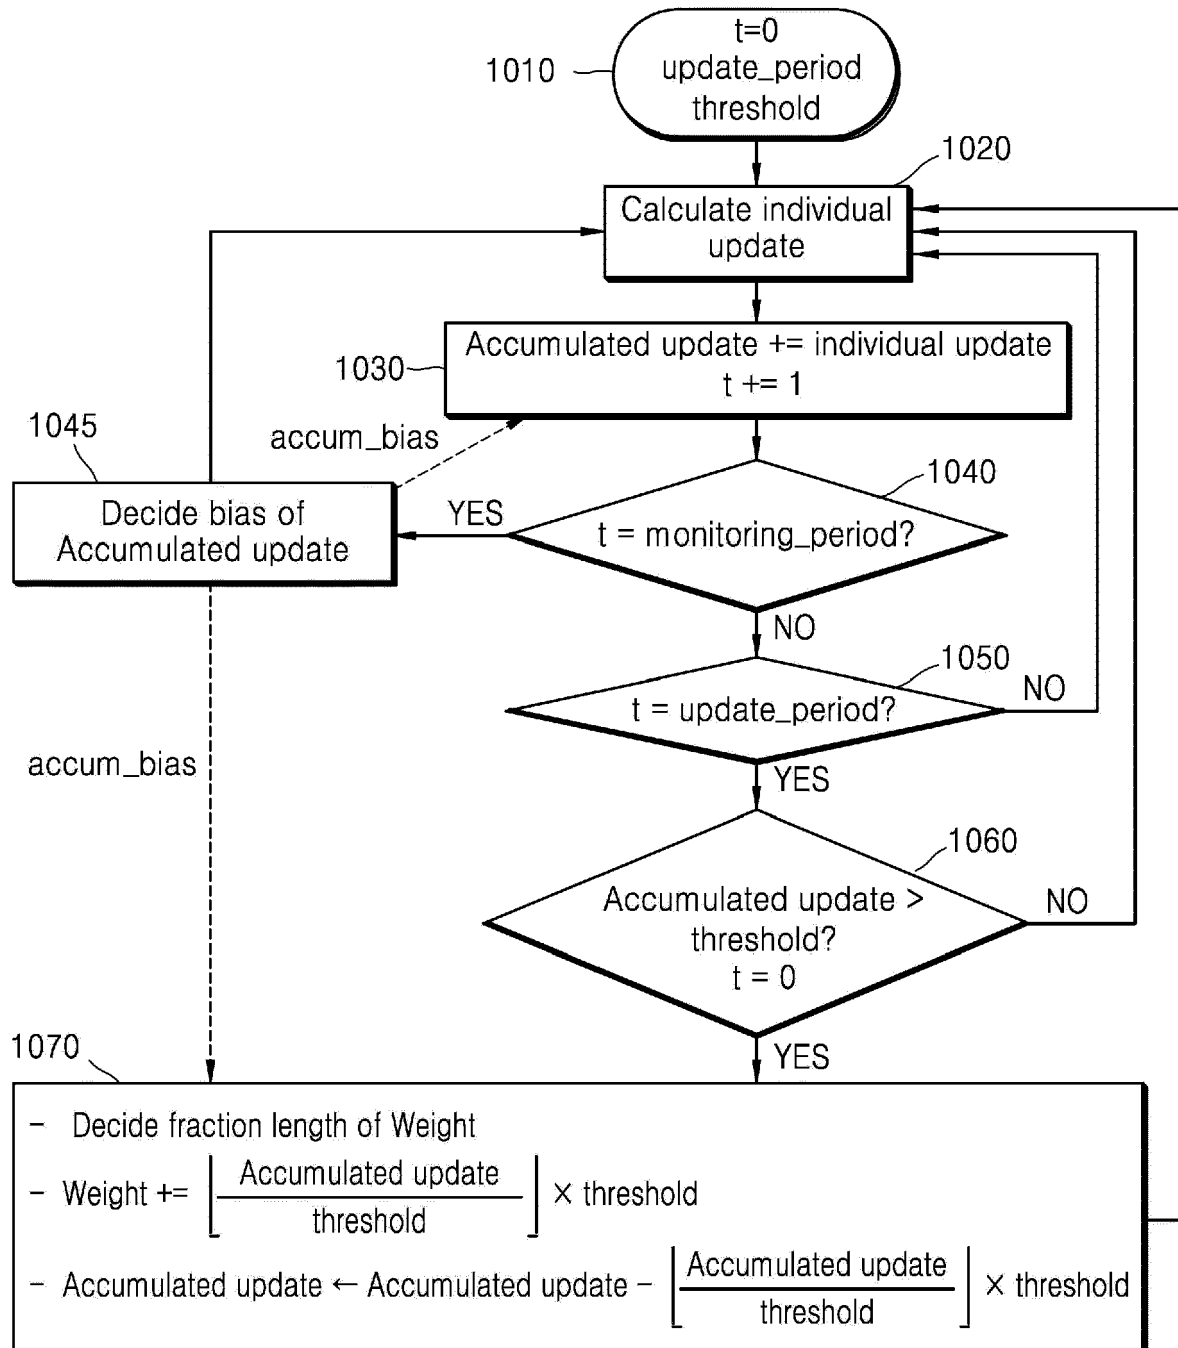 t=0
update_period
threshold
1010
1020
Calculate individual
update
1030
Accumulated update += individual update
t += 1
1045
accum_bias
1040
Decide bias of
Accumulated update
YES
t = monitoring_period?
NO
1050
t = update_period?
NO
accum_bias
YES
1060
Accumulated update >
threshold?
t = 0
NO
1070
YES
- Decide fraction length of Weight
- Weight += ⌊Accumulated update / threshold⌋ × threshold
- Accumulated update ← Accumulated update - ⌊Accumulated update / threshold⌋ × threshold